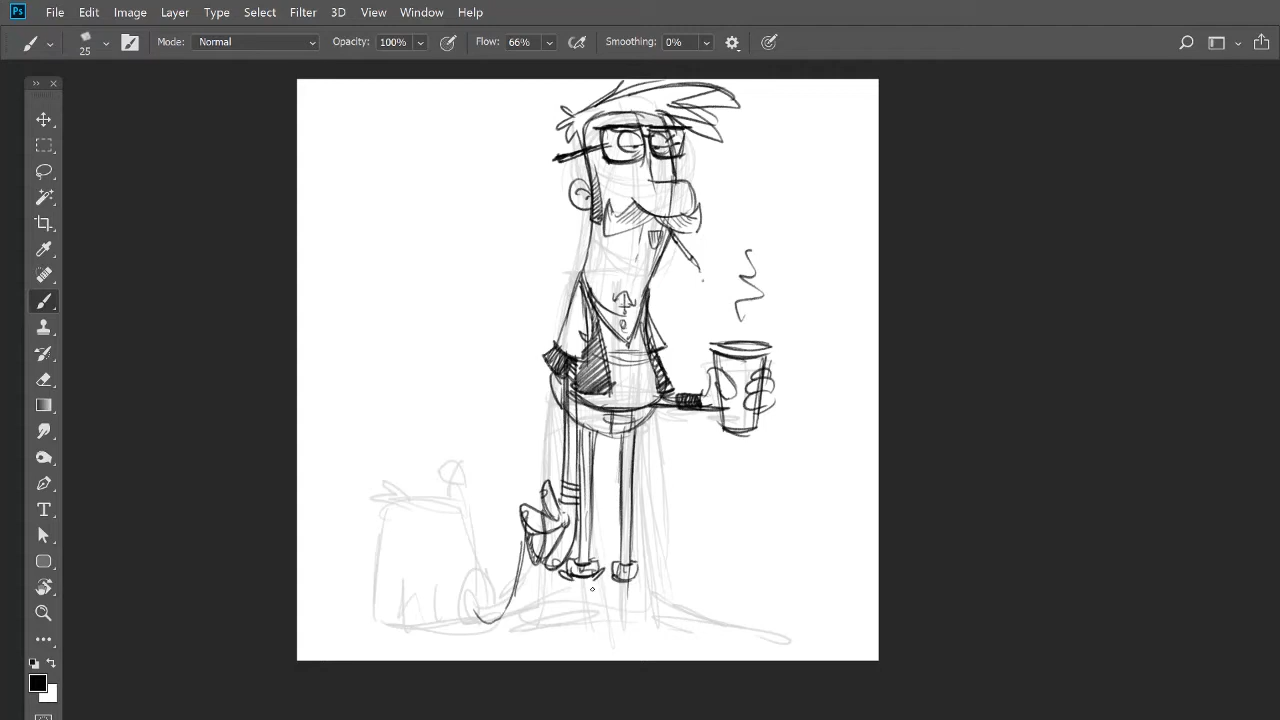 Ps File Edit Image Layer Type Select Filter 3D View Window Help
25 Mode: Normal Opacity: 100% Flow: 66% Smoothing: 0%
T